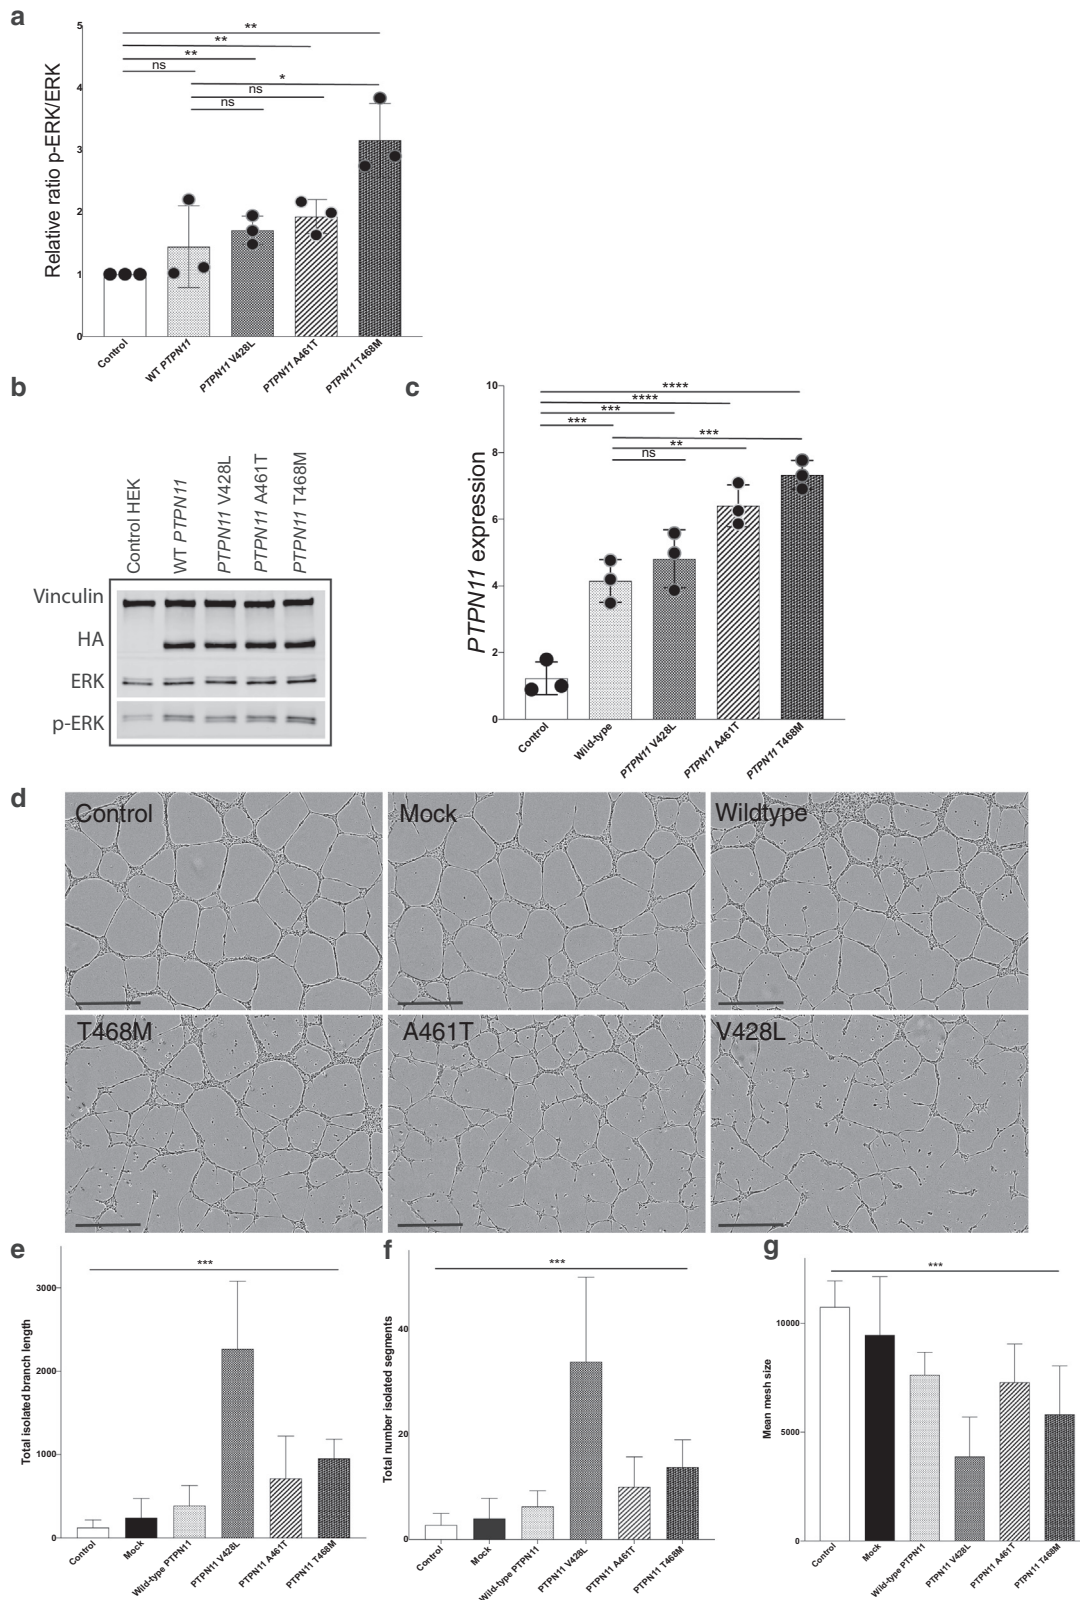 a
Relative ratio p-ERK/ERK
5
4
3
2
1
0
**
**
**
ns
*
ns
ns
Control
WT PTPN11
PTPN11 V428L
PTPN11 A461T
PTPN11 T468M
b
Control HEK
WT PTPN11
PTPN11 V428L
PTPN11 A461T
PTPN11 T468M
Vinculin
HA
ERK
p-ERK
c
PTPN11 expression
10
8
6
4
2
0
****
****
***
***
***
**
ns
Control
Wild-type
PTPN11 V428L
PTPN11 A461T
PTPN11 T468M
d
Control
Mock
Wildtype
T468M
A461T
V428L
e
Total isolated branch length
3000
2000
1000
0
***
Control
Mock
Wild-type PTPN11
PTPN11 V428L
PTPN11 A461T
PTPN11 T468M
f
Total number isolated segments
40
20
0
***
Control
Mock
Wild-type PTPN11
PTPN11 V428L
PTPN11 A461T
PTPN11 T468M
g
Mean mesh size
10000
5000
0
***
Control
Mock
Wild-type PTPN11
PTPN11 V428L
PTPN11 A461T
PTPN11 T468M